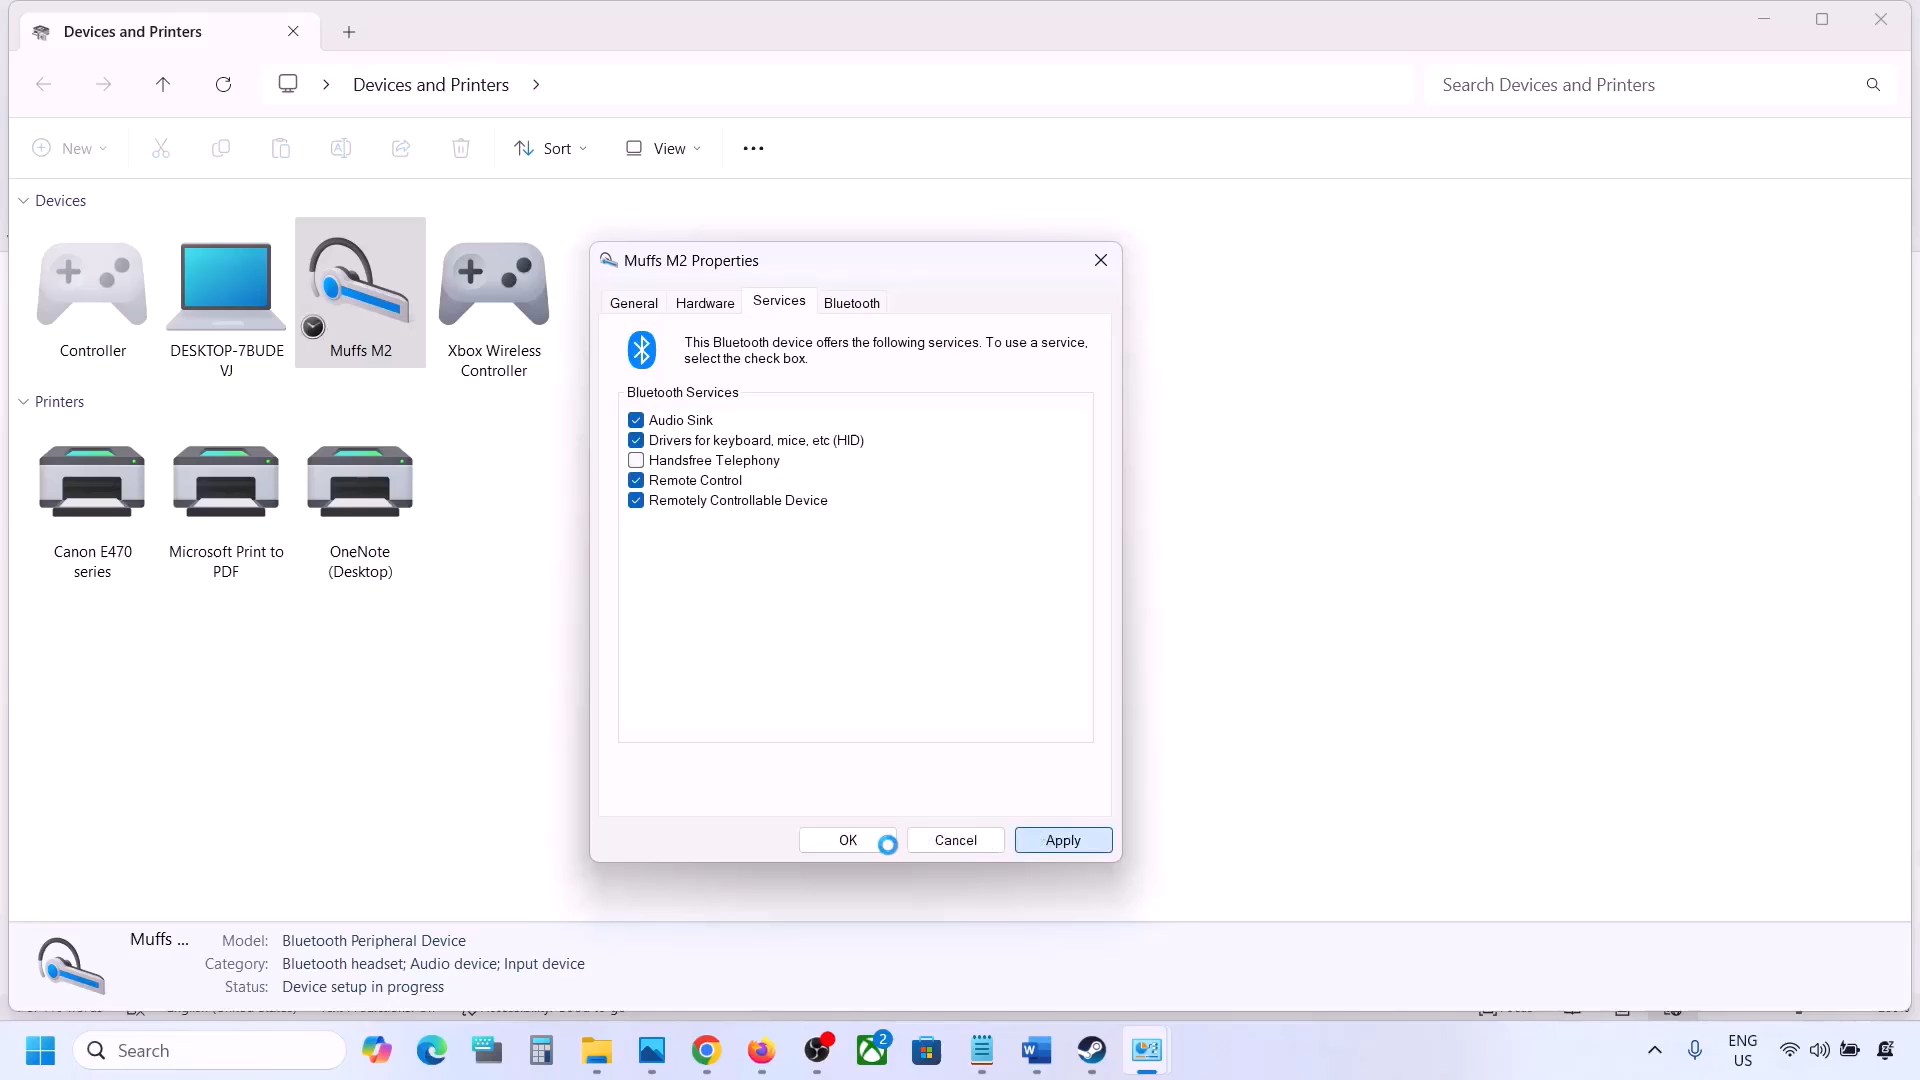 Devices and Printers
Devices and Printers
Search Devices and Printers
New
Sort
View
Devices
Controller
DESKTOP-7BUDE
VJ
Muffs M2
Xbox Wireless
Controller
Printers
Canon E470
series
Microsoft Print to
PDF
OneNote
(Desktop)
Muffs M2 Properties
General
Hardware
Services
Bluetooth
This Bluetooth device offers the following services. To use a service,
select the check box.
Bluetooth Services
Audio Sink
Drivers for keyboard, mice, etc (HID)
Handsfree Telephony
Remote Control
Remotely Controllable Device
OK
Cancel
Apply
Muffs ...
Model: Bluetooth Peripheral Device
Category: Bluetooth headset; Audio device; Input device
Status: Device setup in progress
Search
2
ENG
US